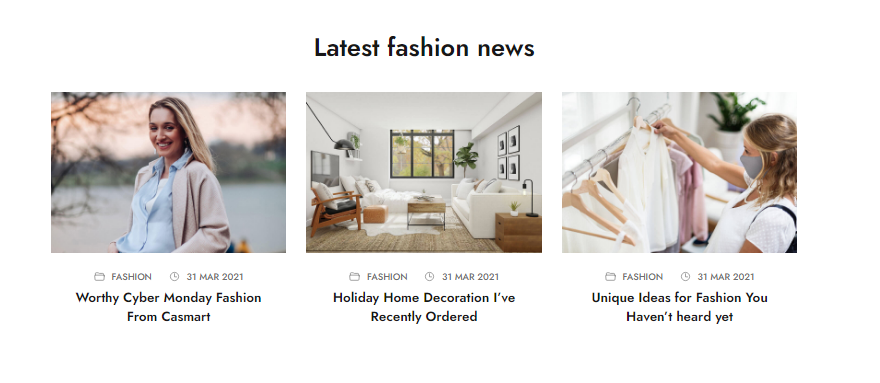 Latest fashion news
FASHION 31 MAR 2021
Worthy Cyber Monday Fashion
From Casmart
FASHION 31 MAR 2021
Holiday Home Decoration I've
Recently Ordered
FASHION 31 MAR 2021
Unique Ideas for Fashion You
Haven't heard yet